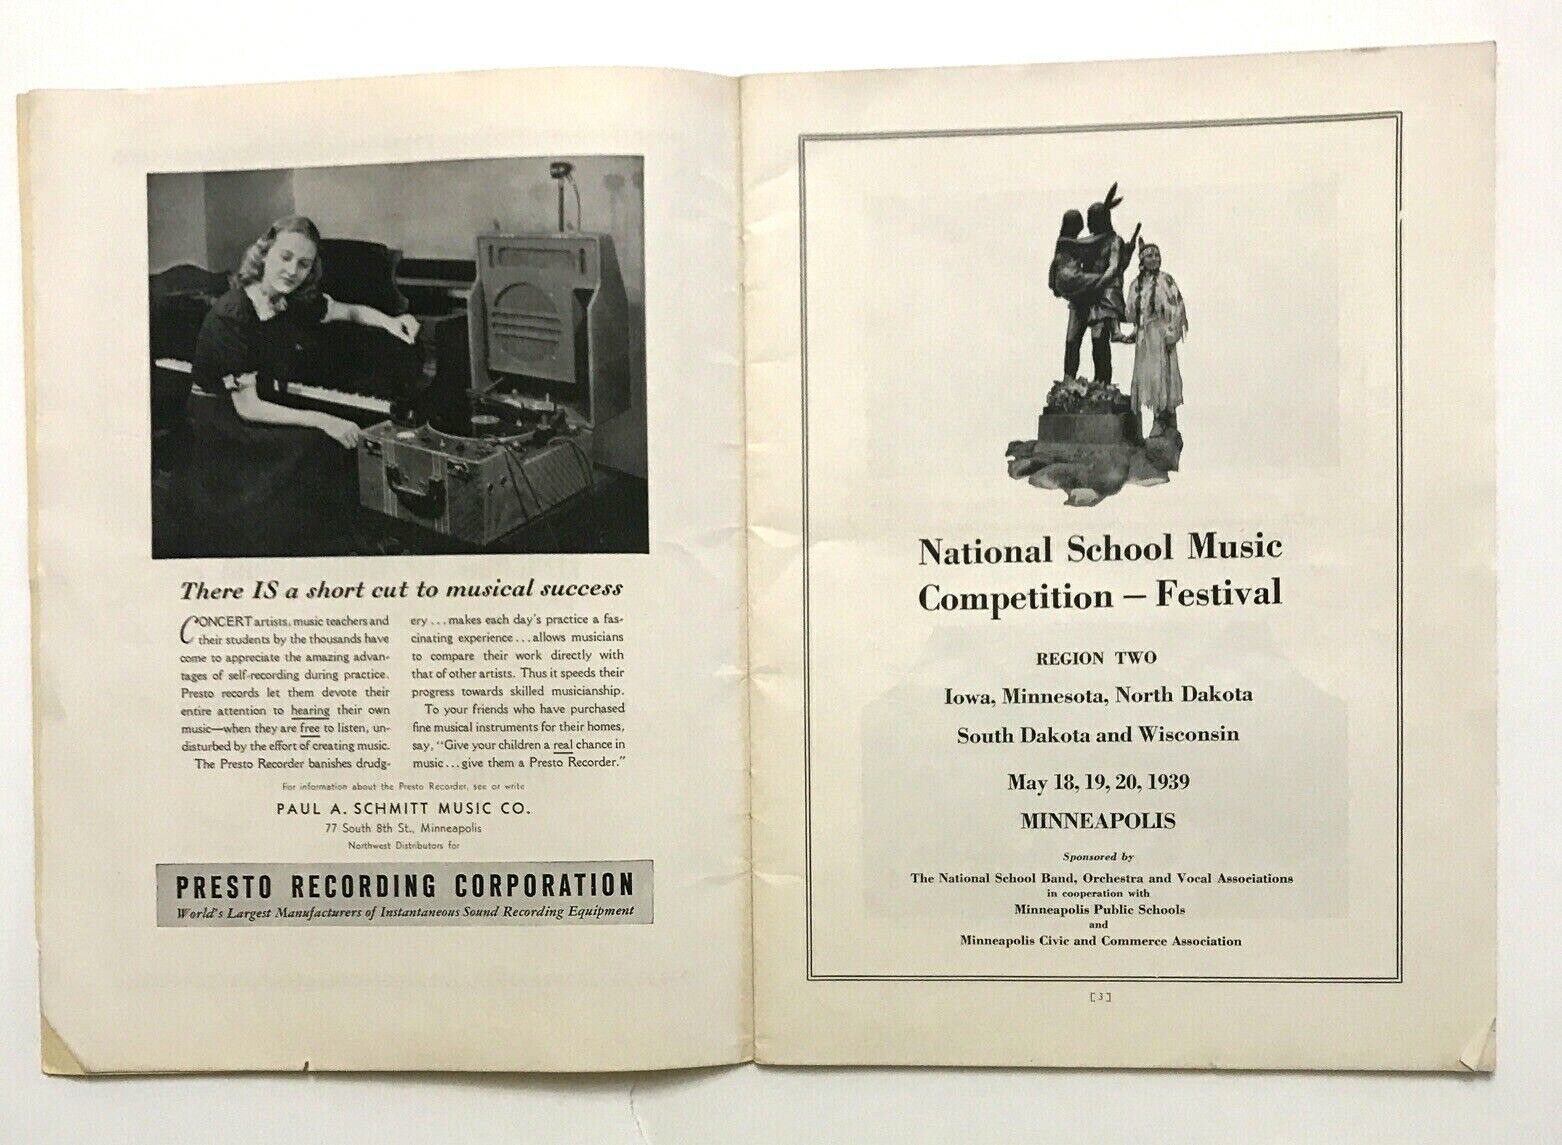 There IS a short cut to musical success
CONCERT artists, music teachers and
their students by the thousands have
come to appreciate the amazing advan-
tages of self-recording during practice.
Presto records let them devote their
entire attention to hearing their own
music—when they are free to listen, un-
disturbed by the effort of creating music.
The Presto Recorder banishes drudg-
ery...makes each day's practice a fas-
cinating experience...allows musicians
to compare their work directly with
that of other artists. Thus it speeds their
progress towards skilled musicianship.
To your friends who have purchased
fine musical instruments for their homes,
say, "Give your children a real chance in
music...give them a Presto Recorder."
For information about the Presto Recorder, see or write
PAUL A. SCHMITT MUSIC CO.
77 South 8th St., Minneapolis
Northwest Distributors for
PRESTO RECORDING CORPORATION
World's Largest Manufacturers of Instantaneous Sound Recording Equipment
National School Music
Competition – Festival
REGION TWO
Iowa, Minnesota, North Dakota
South Dakota and Wisconsin
May 18, 19, 20, 1939
MINNEAPOLIS
Sponsored by
The National School Band, Orchestra and Vocal Associations
in cooperation with
Minneapolis Public Schools
and
Minneapolis Civic and Commerce Association
[3]